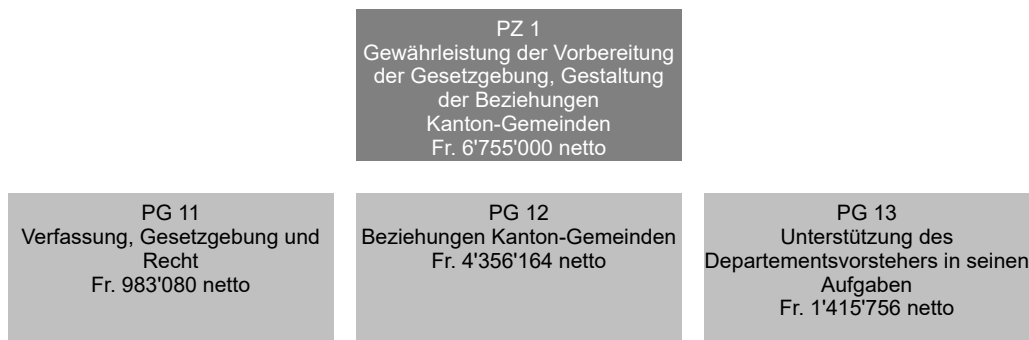 PZ 1
Gewährleistung der Vorbereitung
der Gesetzgebung, Gestaltung
der Beziehungen
Kanton-Gemeinden
Fr. 6'755'000 netto
PG 11
Verfassung, Gesetzgebung und
Recht
Fr. 983'080 netto
PG 12
Beziehungen Kanton-Gemeinden
Fr. 4'356'164 netto
PG 13
Unterstützung des
Departementsvorstehers in seinen
Aufgaben
Fr. 1'415'756 netto